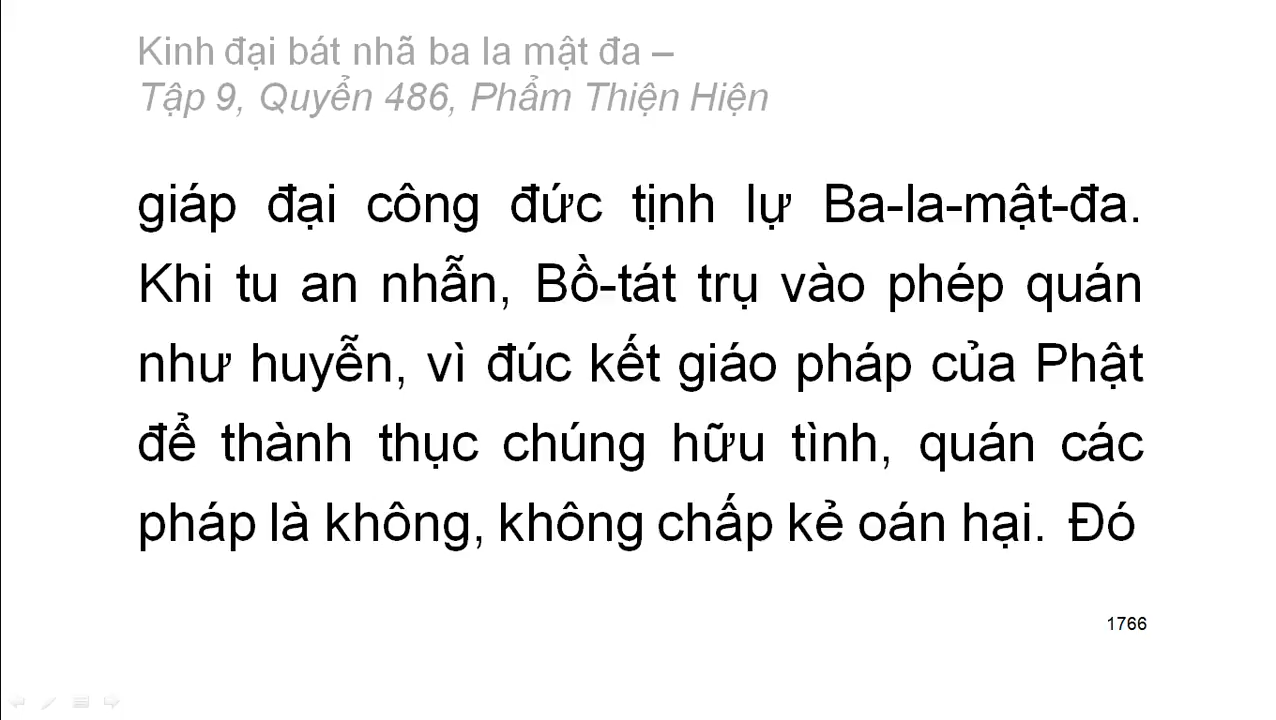 Kinh đại bát nhã ba la mật đa –
Tập 9, Quyển 486, Phẩm Thiện Hiện
giáp đại công đức tịnh lự Ba-la-mật-đa.
Khi tu an nhẫn, Bồ-tát trụ vào phép quán
như huyễn, vì đúc kết giáo pháp của Phật
để thành thục chúng hữu tình, quán các
pháp là không, không chấp kẻ oán hại. Đó
1766